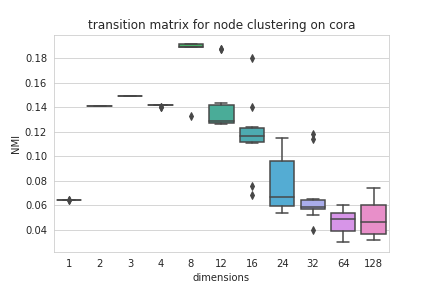 transition matrix for node clustering on cora
NMI
0.18
0.16
0.14
0.12
0.10
0.08
0.06
0.04
1 2 3 4 8 12 16 24 32 64 128
dimensions